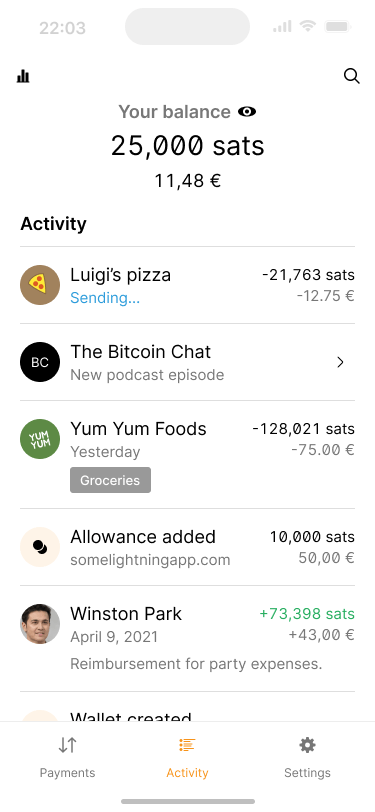 22:03
Your balance
25,000 sats
11,48 €
Activity
Luigi’s pizza
-21,763 sats
Sending...
-12.75 €
BC
The Bitcoin Chat
New podcast episode
YUM
YUM
Yum Yum Foods
-128,021 sats
Yesterday
-75.00 €
Groceries
Allowance added
10,000 sats
somelightningapp.com
50,00 €
Winston Park
+73,398 sats
April 9, 2021
+43,00 €
Reimbursement for party expenses.
Wallet created
Payments
Activity
Settings